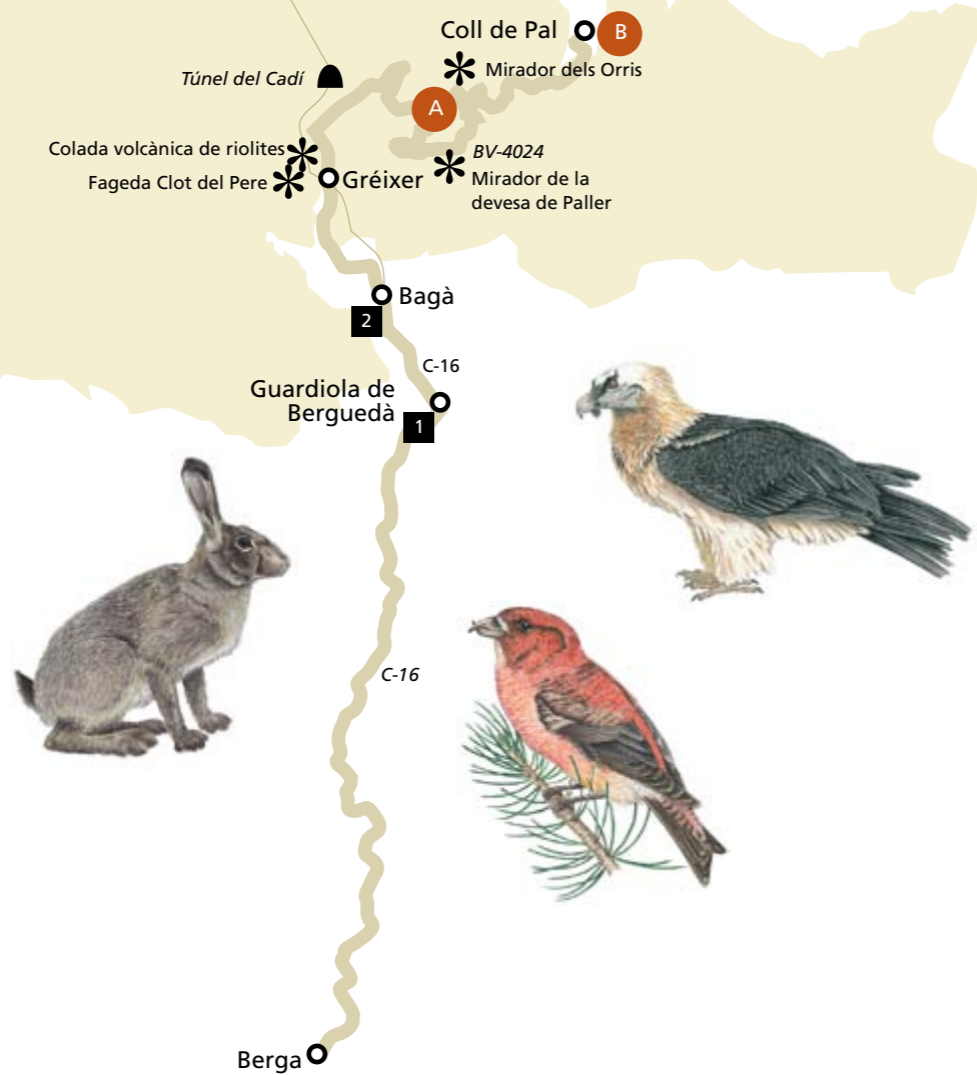 Coll de Pal
B
Túnel del Cadí
Mirador dels Orris
A
Colada volcànica de riolites
BV-4024
Fageda Clot del Pere
Gréixer
Mirador de la
devesa de Paller
Bagà
2
C-16
Guardiola de
Berguedà
1
C-16
Berga